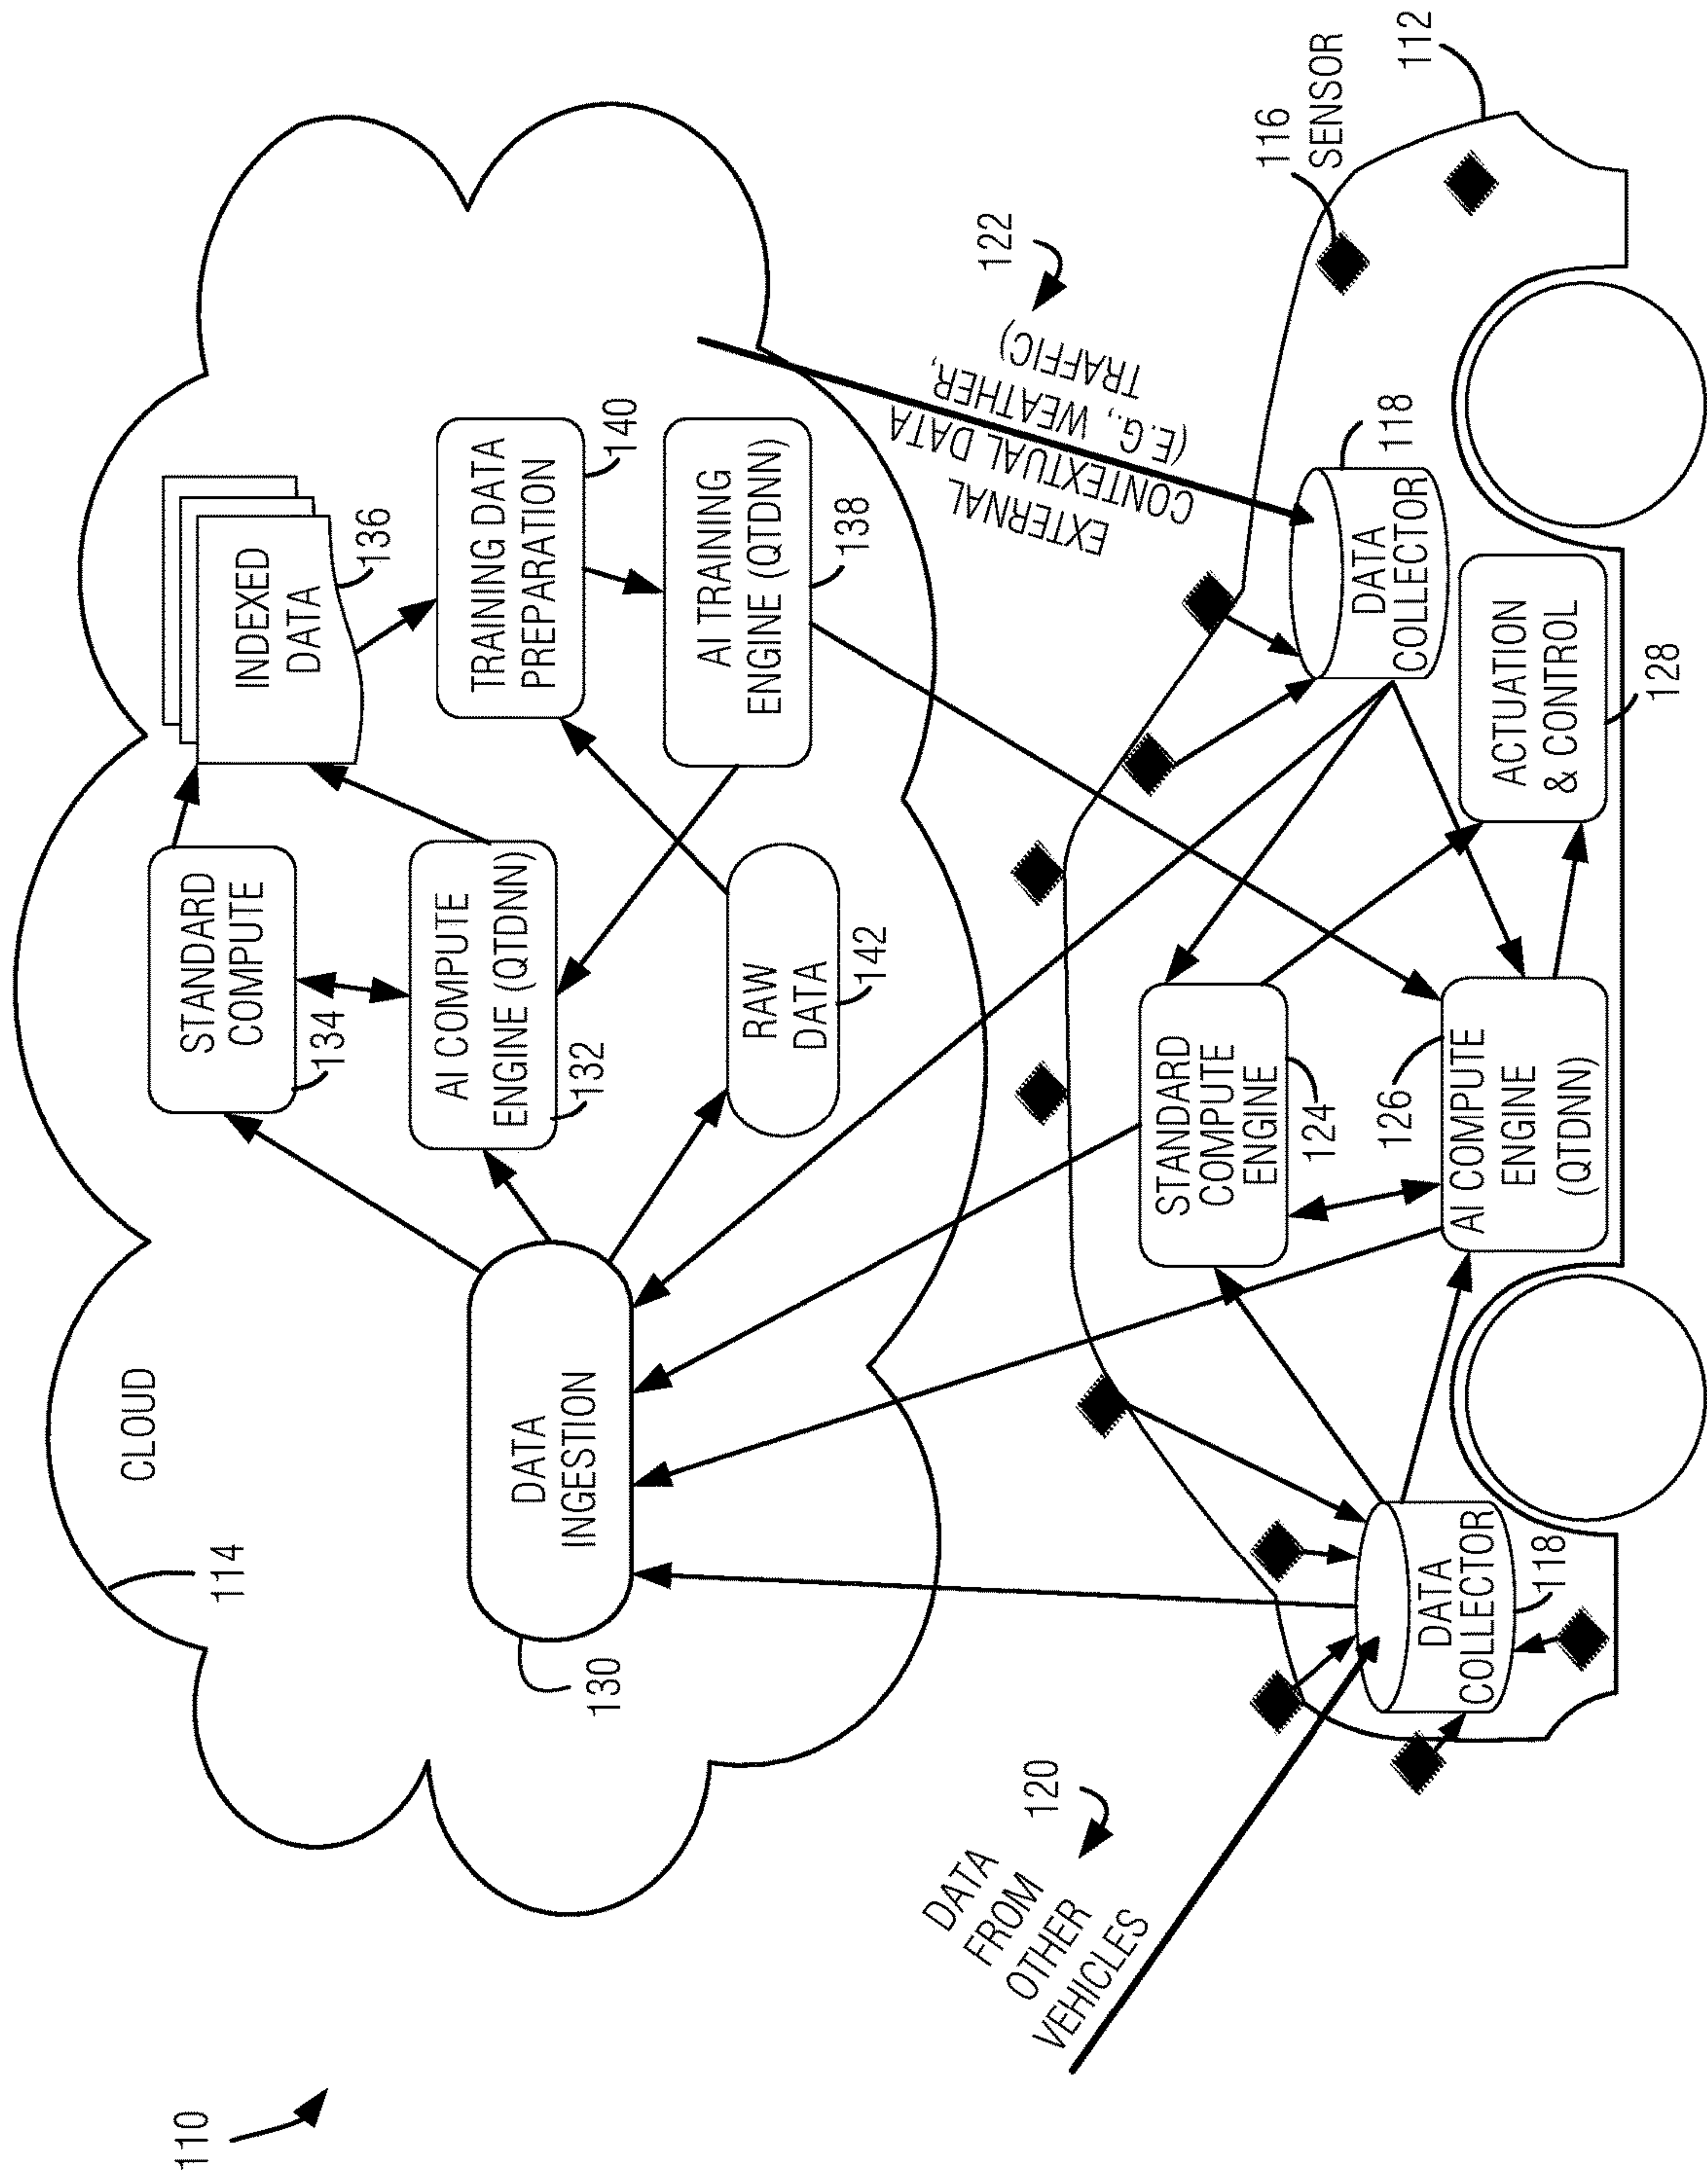 110
CLOUD
114
STANDARD
COMPUTE
134
INDEXED
DATA
136
AI COMPUTE
ENGINE (QTDNN)
132
TRAINING DATA
PREPARATION
140
DATA
INGESTION
130
RAW
DATA
142
AI TRAINING
ENGINE (QTDNN)
138
DATA
FROM
OTHER
VEHICLES
120
EXTERNAL
CONTEXTUAL DATA
(E.G., WEATHER,
TRAFFIC)
122
116
SENSOR
112
STANDARD
COMPUTE
ENGINE
124
126
AI COMPUTE
ENGINE
(QTDNN)
DATA
COLLECTOR
118
DATA
COLLECTOR
118
ACTUATION
& CONTROL
128